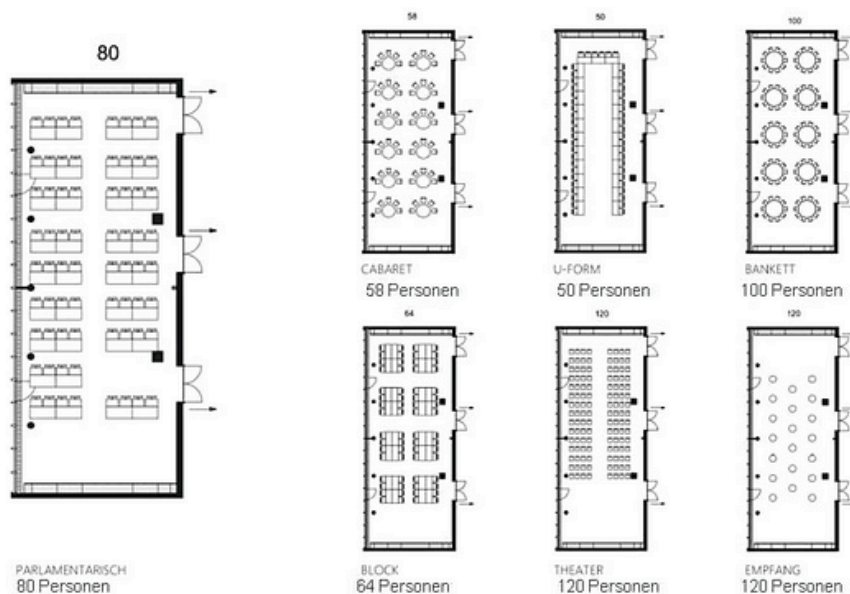 80
PARLAMENTARISCH
80 Personen
58
CABARET
58 Personen
50
U-FORM
50 Personen
100
BANKETT
100 Personen
64
BLOCK
64 Personen
120
THEATER
120 Personen
120
EMPFANG
120 Personen